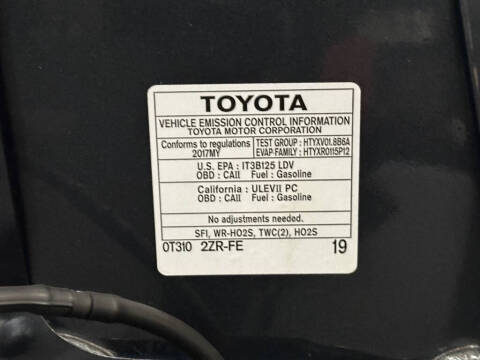 TOYOTA
VEHICLE EMISSION CONTROL INFORMATION
TOYOTA MOTOR CORPORATION
Conforms to regulations
2017MY
TEST GROUP : HTYXV01.8B6A
EVAP-FAMILY : HTYXR0115P12
U.S. EPA : IT3B125 LDV
OBD : CAII Fuel : Gasoline
California : ULEVII PC
OBD : CAII Fuel : Gasoline
No adjustments needed.
SFI, WR-HO2S, TWC(2), HO2S
0T310 2ZR-FE 19